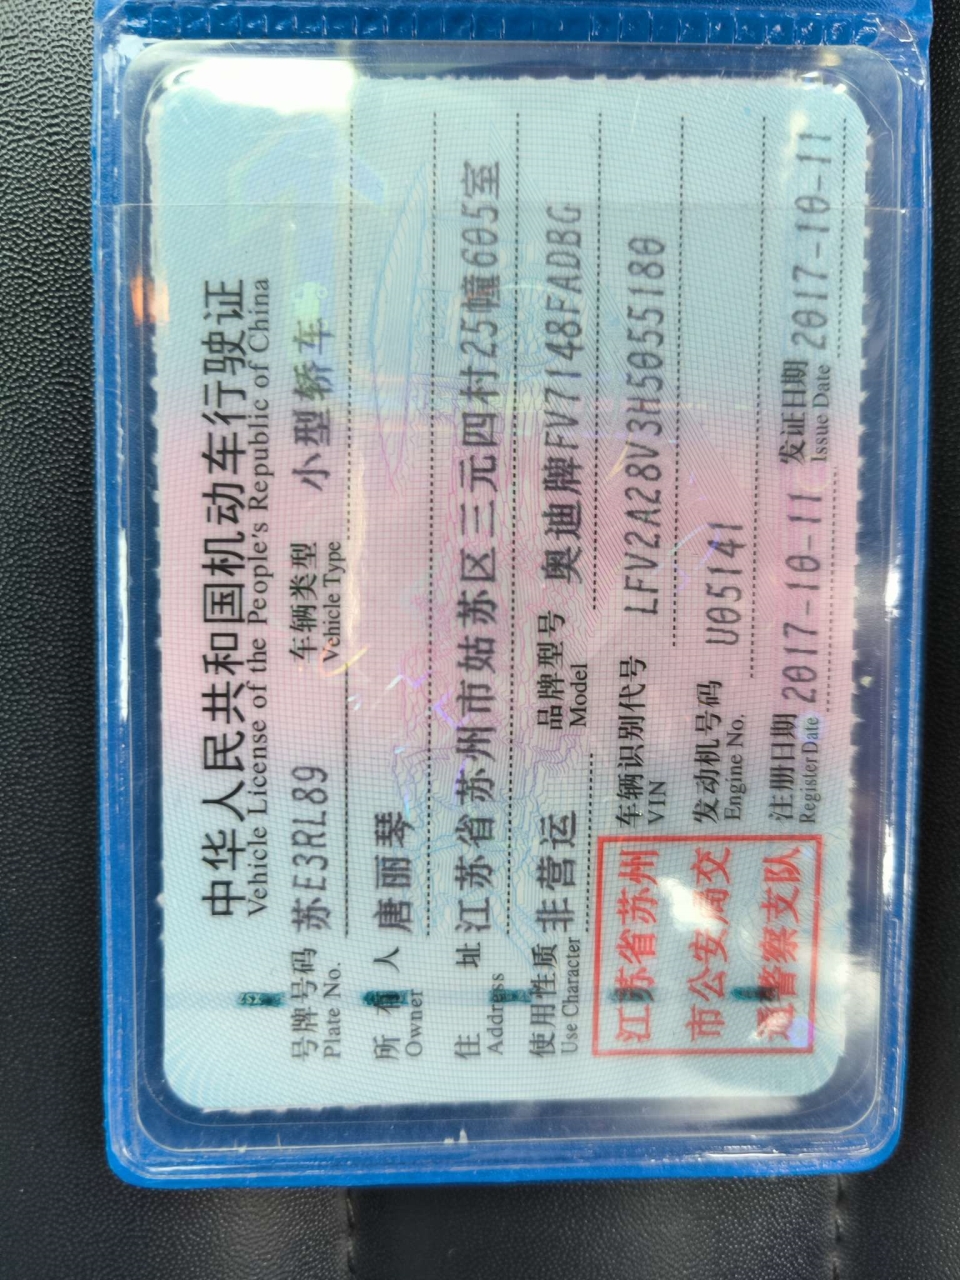 中华人民共和国机动车行驶证
Vehicle License of the People's Republic of China
号牌号码 苏E3RL89 车辆类型 小型轿车
Plate No. Vehicle Type
所有人 唐丽琴
Owner
住址 江苏省苏州市姑苏区三元四村25幢605室
Address
使用性质 非营运 品牌型号 奥迪牌FV7148FADBG
Use Character Model
车辆识别代号 LFV2A28V3H5055180
VIN
发动机号码 U05141
Engine No.
注册日期 2017-10-11 发证日期 2017-10-11
Register Date Issue Date
江苏省苏州
市公安局交
通警察支队